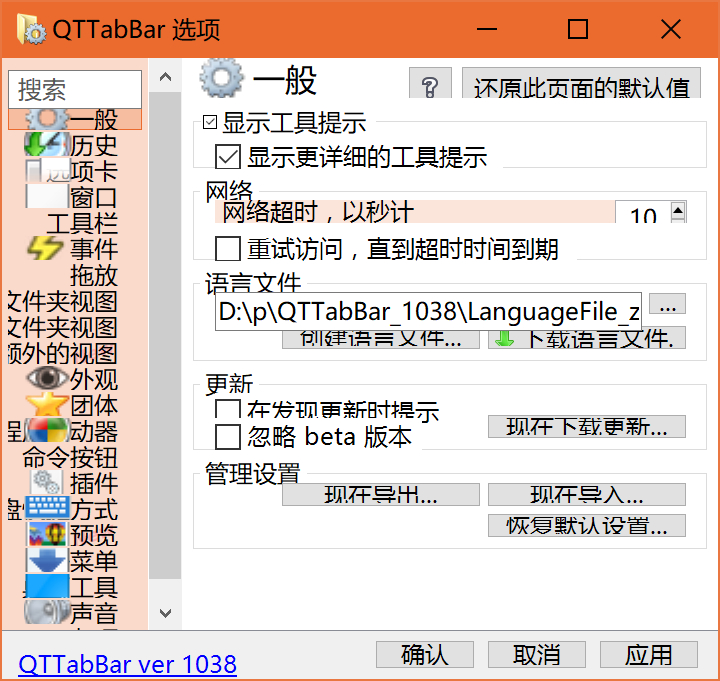 QTTabBar 选项
搜索
一般
历史
选项卡
窗口
工具栏
事件
拖放
文件夹视图
文件夹视图
额外的视图
外观
团体
动器
命令按钮
插件
方式
预览
菜单
工具
声音
一般
?
还原此页面的默认值
显示工具提示
显示更详细的工具提示
网络
网络超时，以秒计
10
重试访问，直到超时时间到期
语言文件
D:\p\QTTabBar_1038\LanguageFile_z
...
创建语言文件...
下载语言文件.
更新
在发现更新时提示
忽略 beta 版本
现在下载更新...
管理设置
现在导出...
现在导入...
恢复默认设置...
QTTabBar ver 1038
确认
取消
应用